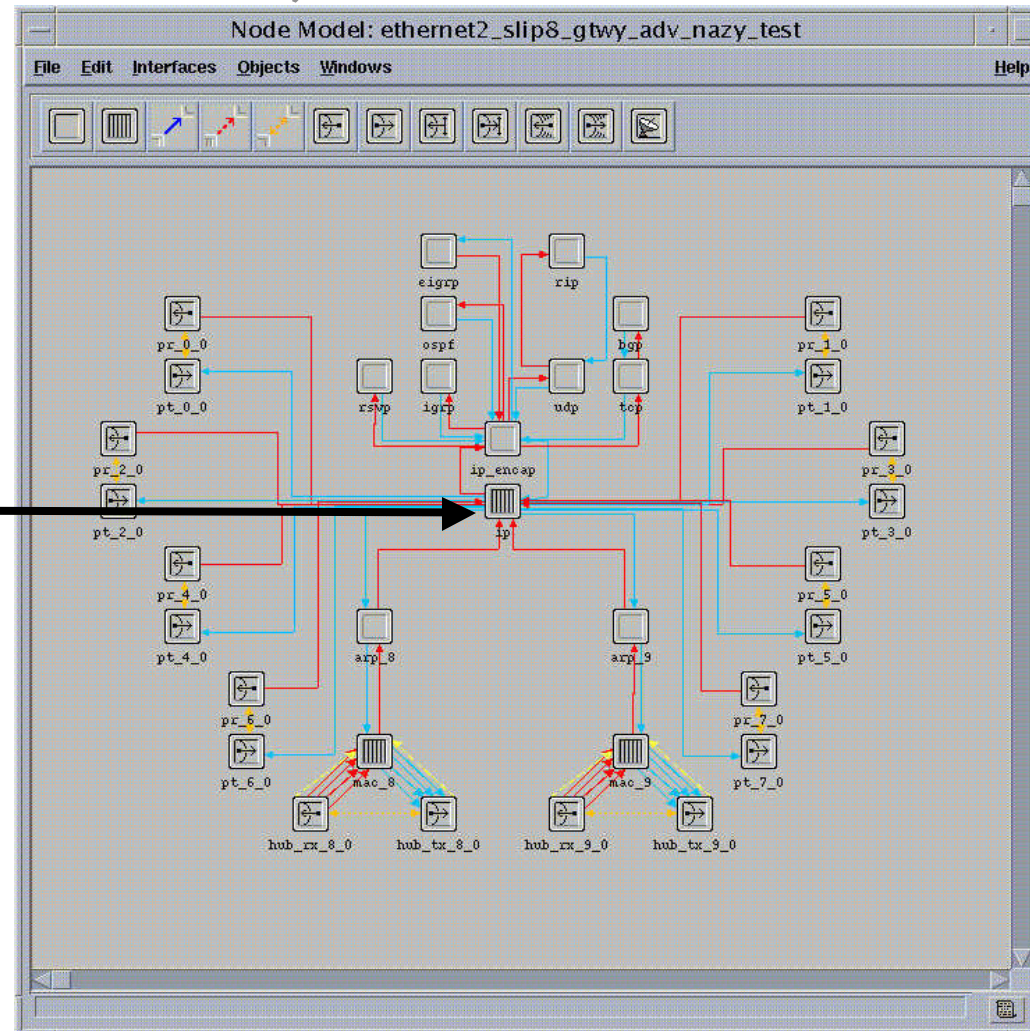 Node Model: ethernet2_slip8_gtwy_adv_nazy_test
File Edit Interfaces Objects Windows Help
eigrp rip
pr_0_0 ospf bgp pr_1_0
pt_0_0 rsvp igrp udp tcp pt_1_0
pr_2_0 ip_encap pr_3_0
pt_2_0 ip pt_3_0
pr_4_0 pr_5_0
pt_4_0 arp_8 arp_9 pt_5_0
pr_6_0 pr_7_0
pt_6_0 mac_8 mac_9 pt_7_0
hub_rx_8_0 hub_tx_8_0 hub_rx_9_0 hub_tx_9_0